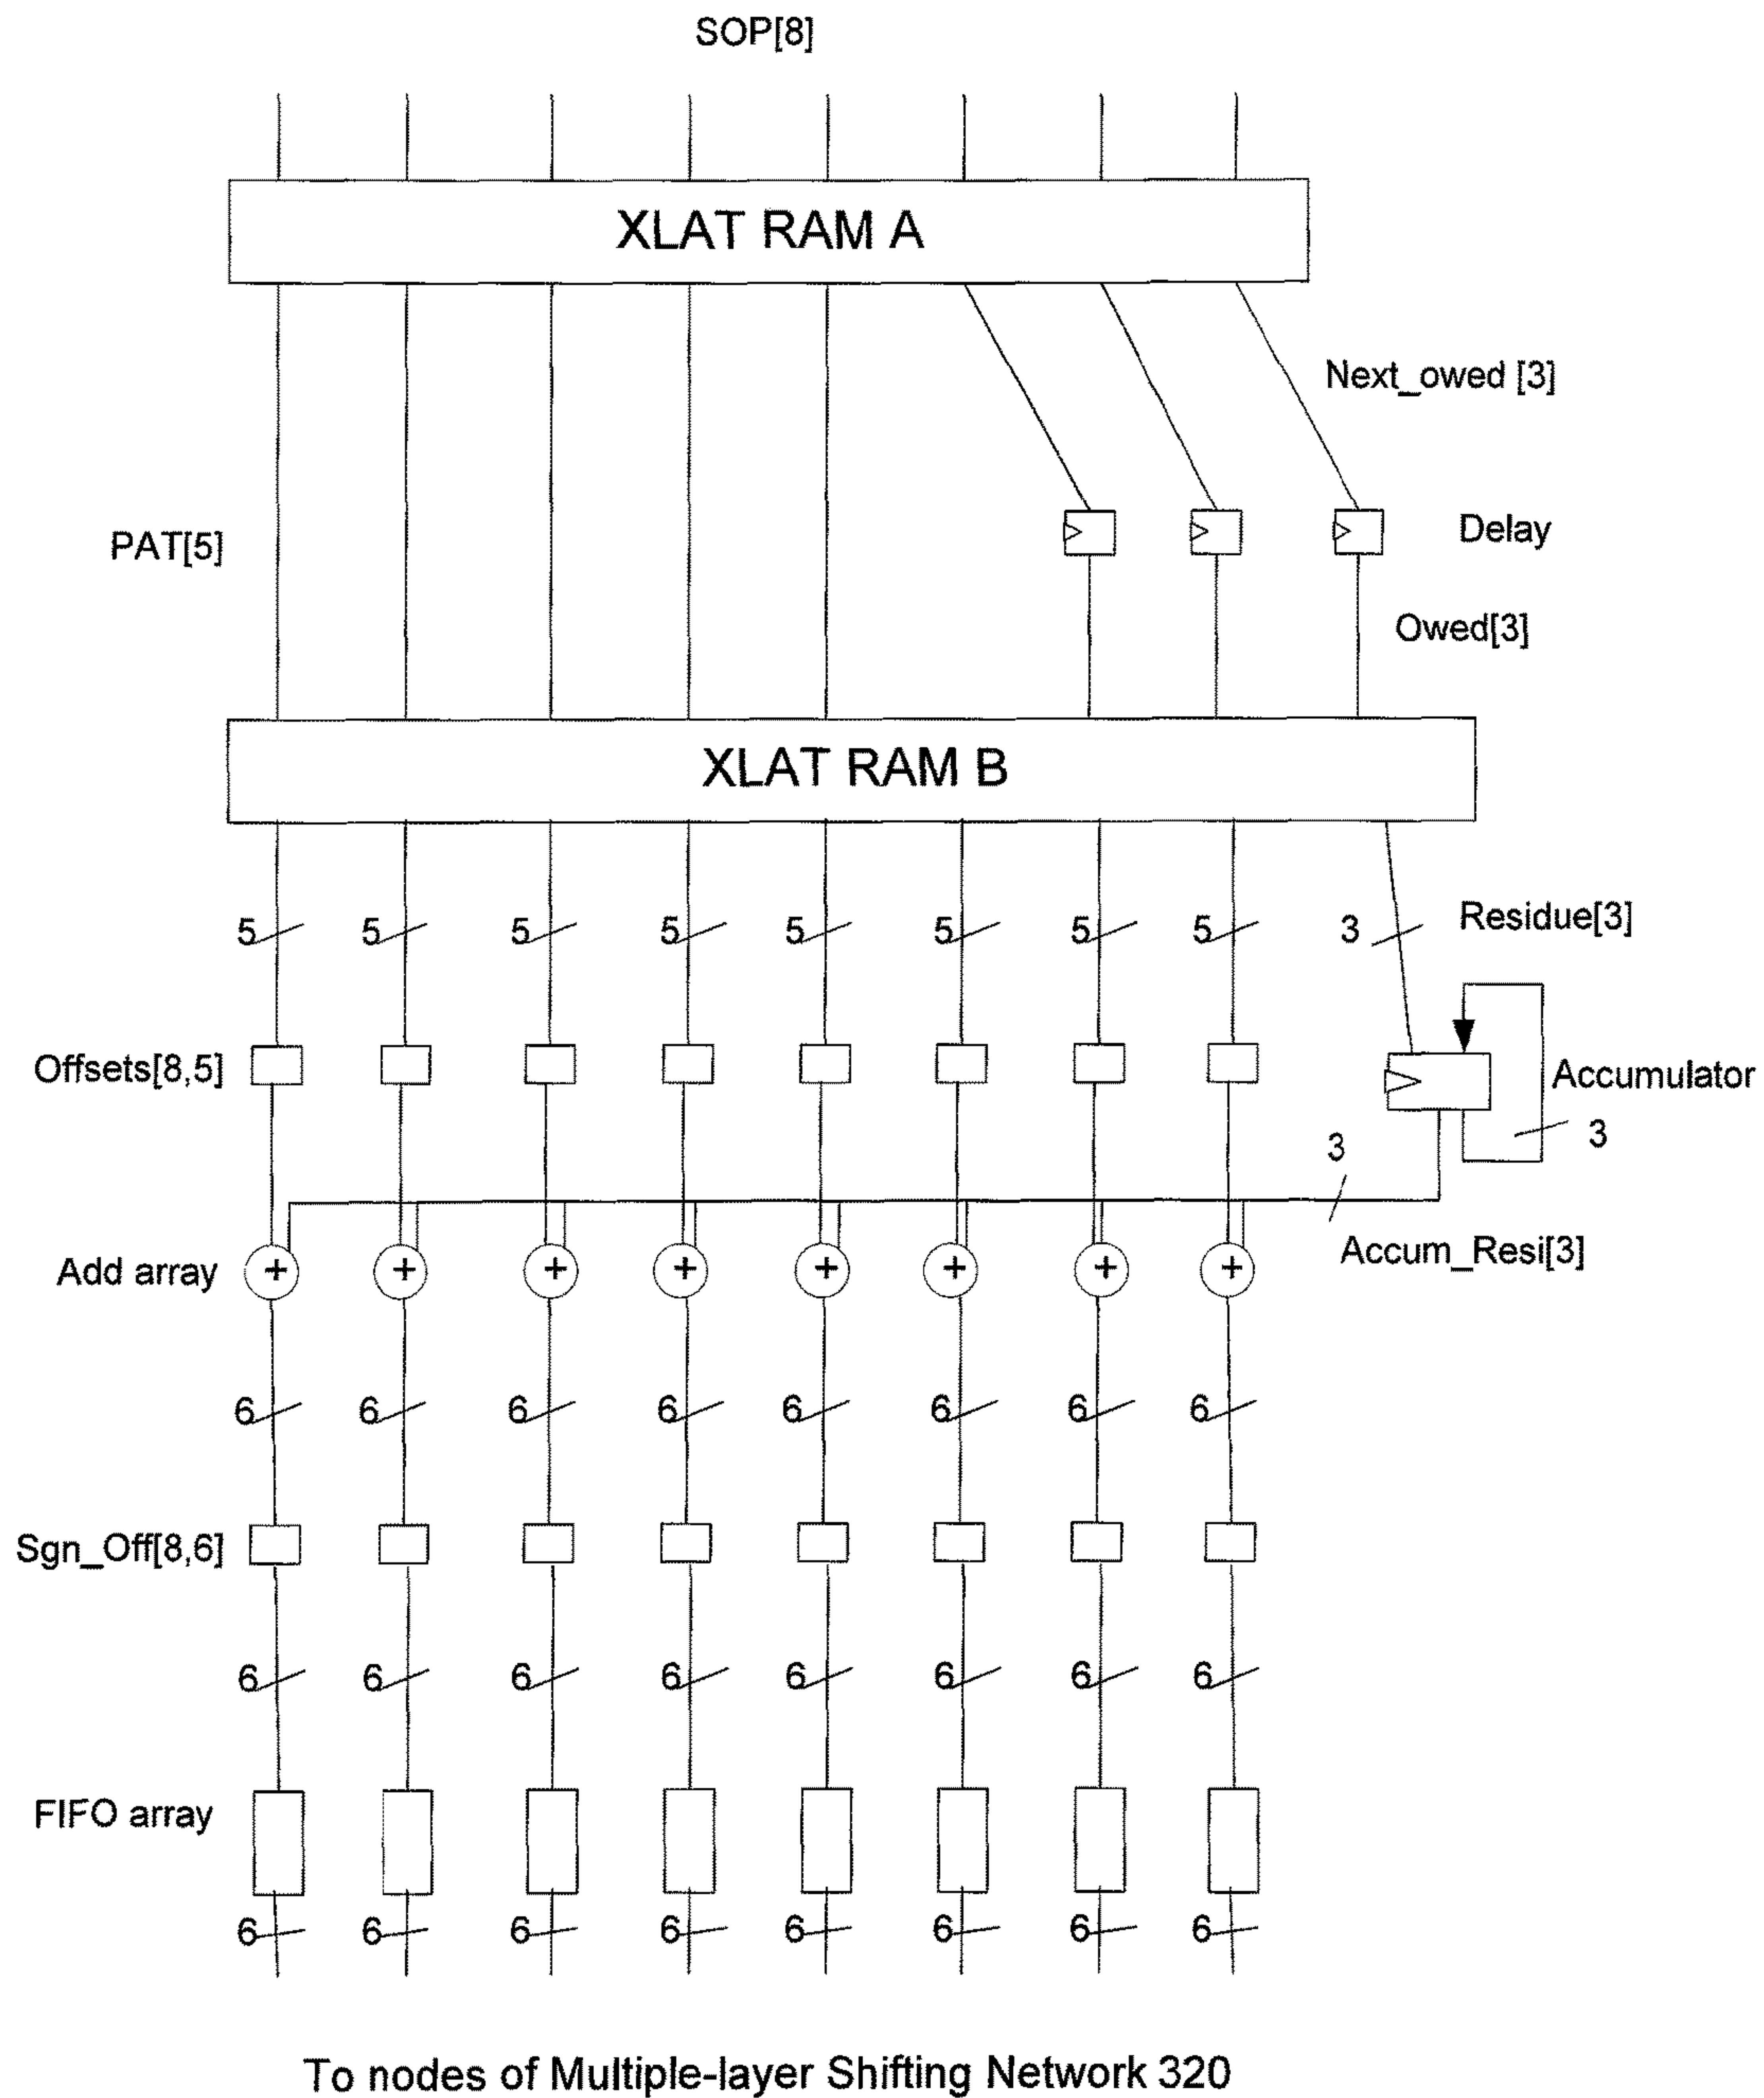 SOP[8]
XLAT RAM A
Next_owed [3]
PAT[5]
Delay
Owed[3]
XLAT RAM B
5 5 5 5 5 5 5 5 3 Residue[3]
Offsets[8,5]
Accumulator
3
3
Accum_Resi[3]
Add array + + + + + + + +
6 6 6 6 6 6 6 6
Sgn_Off[8,6]
6 6 6 6 6 6 6 6
FIFO array
6 6 6 6 6 6 6 6
To nodes of Multiple-layer Shifting Network 320